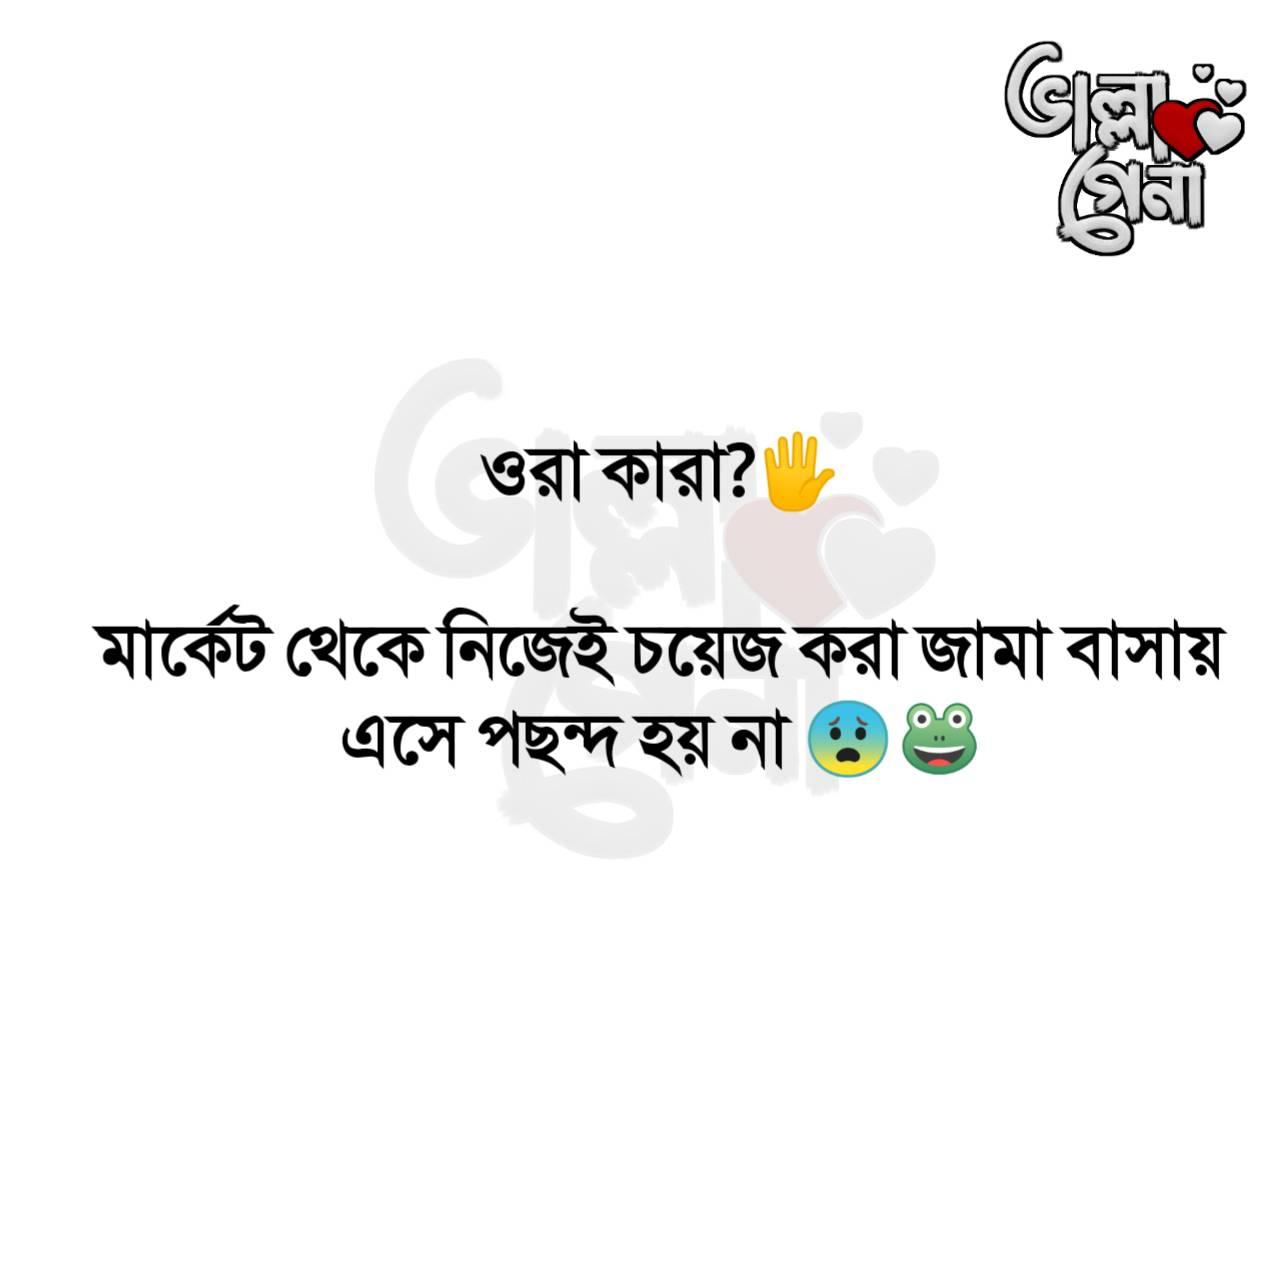 ভাল্লা
গেনা
ওরা কারা?🖐
মার্কেট থেকে নিজেই চয়েজ করা জামা বাসায়
এসে পছন্দ হয় না 😨🐸